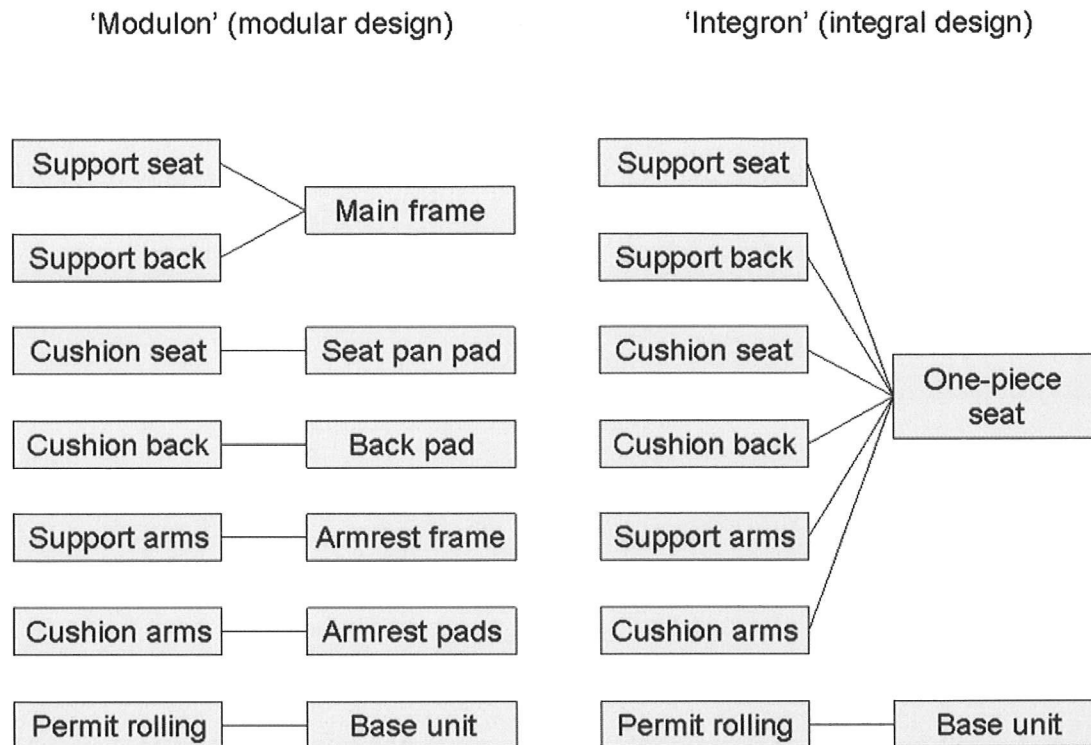 ‘Modulon’ (modular design)
Support seat
Support back
Main frame
Cushion seat
Seat pan pad
Cushion back
Back pad
Support arms
Armrest frame
Cushion arms
Armrest pads
Permit rolling
Base unit
‘Integron’ (integral design)
Support seat
Support back
Cushion seat
Cushion back
Support arms
Cushion arms
One-piece
seat
Permit rolling
Base unit